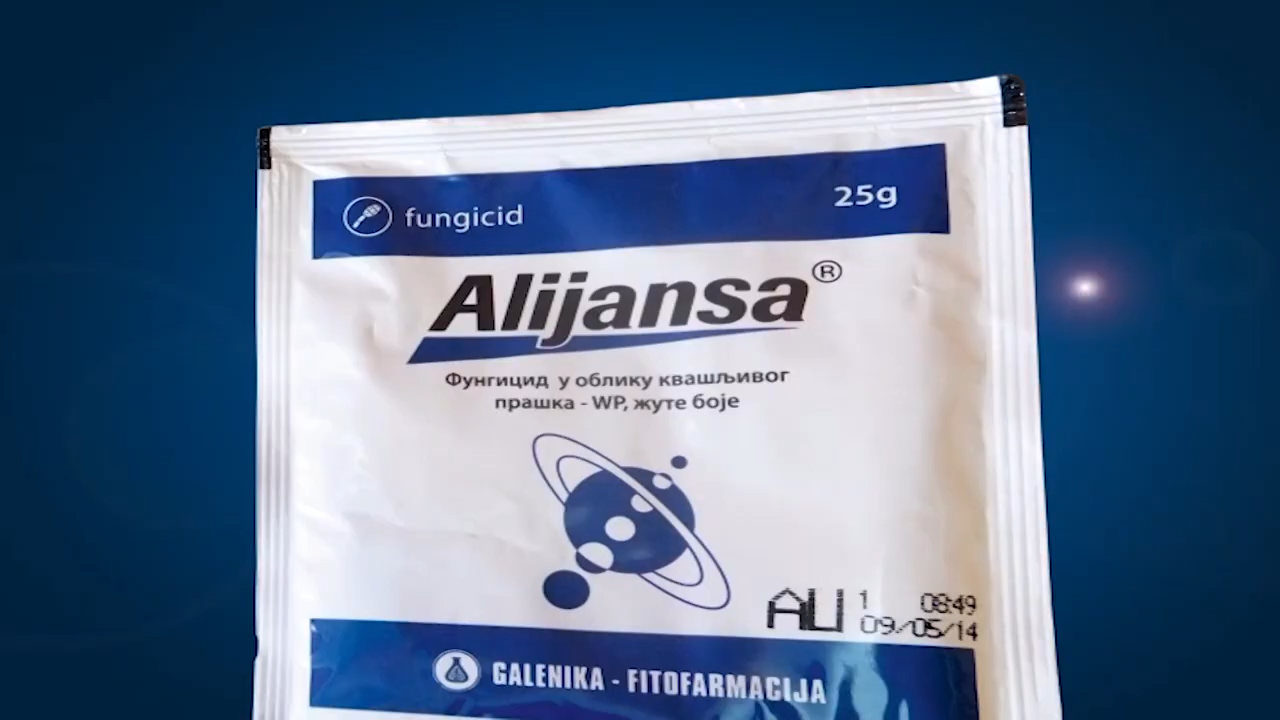 fungicid 25g
Alijansa®
Фунгицид у облику квашљивог
прашка - WP, жуте боје
ALI 1 08:49
09/05/14
GALENIKA - FITOFARMACIJA